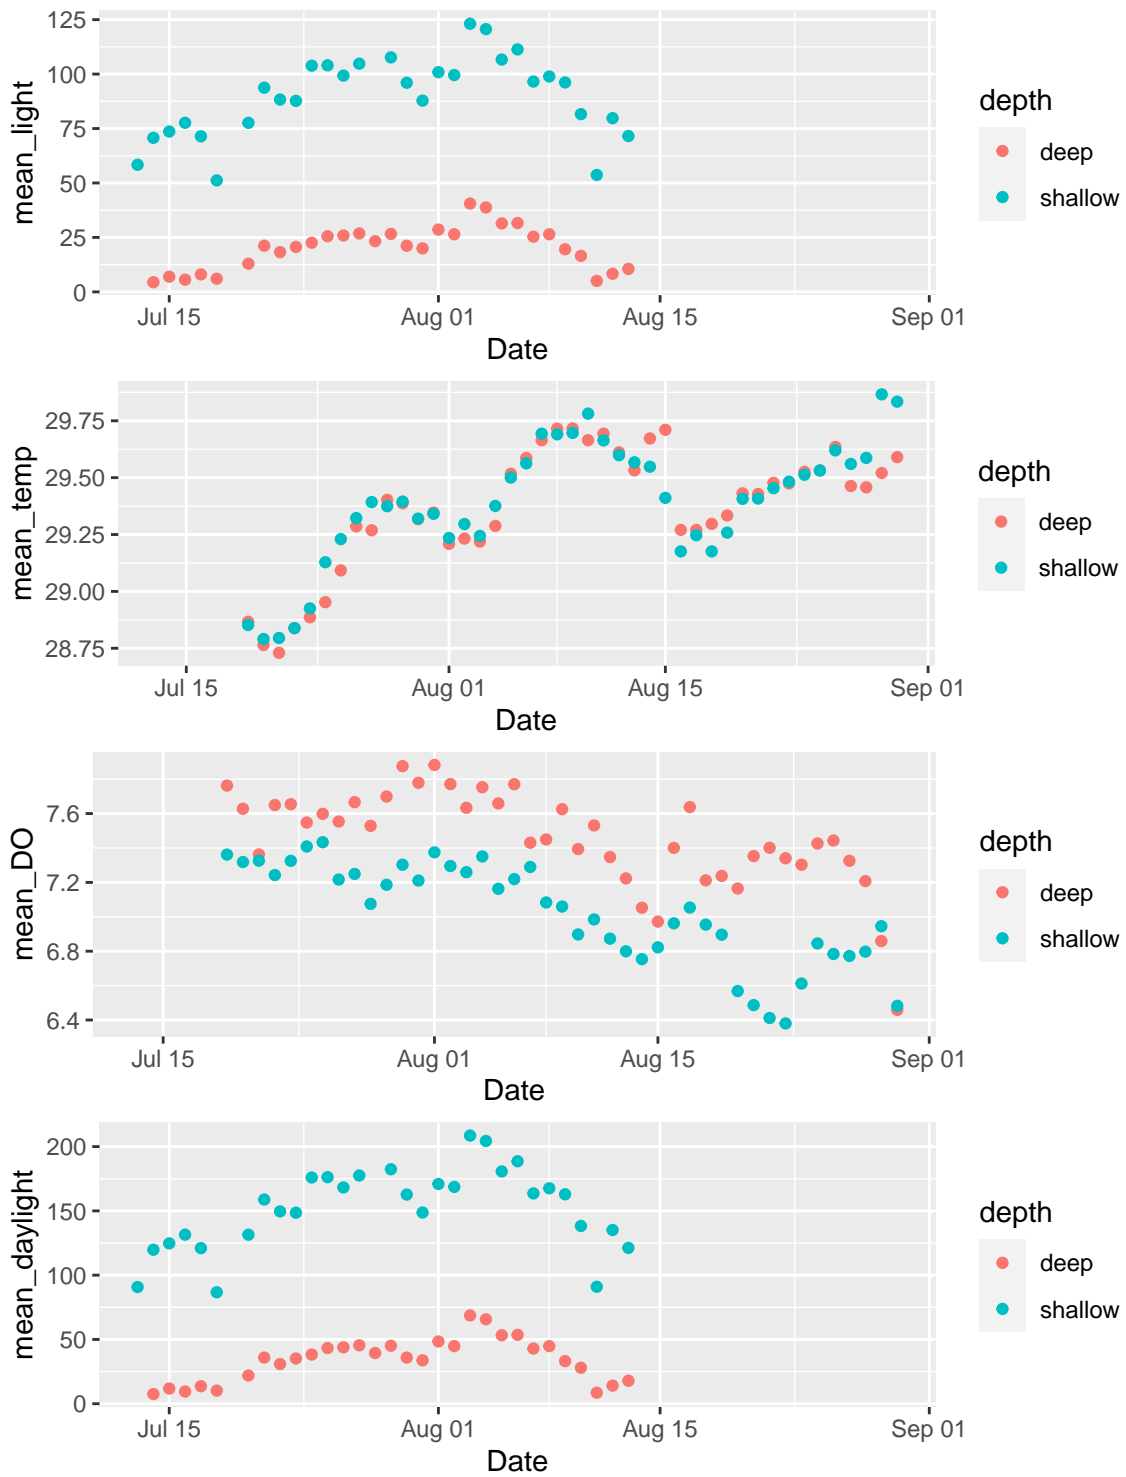 mean_light
125
100
75
50
25
0
Jul 15
Aug 01
Aug 15
Sep 01
Date
depth
deep
shallow
mean_temp
29.75
29.50
29.25
29.00
28.75
Jul 15
Aug 01
Aug 15
Sep 01
Date
depth
deep
shallow
mean_DO
7.6
7.2
6.8
6.4
Jul 15
Aug 01
Aug 15
Sep 01
Date
depth
deep
shallow
mean_daylight
200
150
100
50
0
Jul 15
Aug 01
Aug 15
Sep 01
Date
depth
deep
shallow